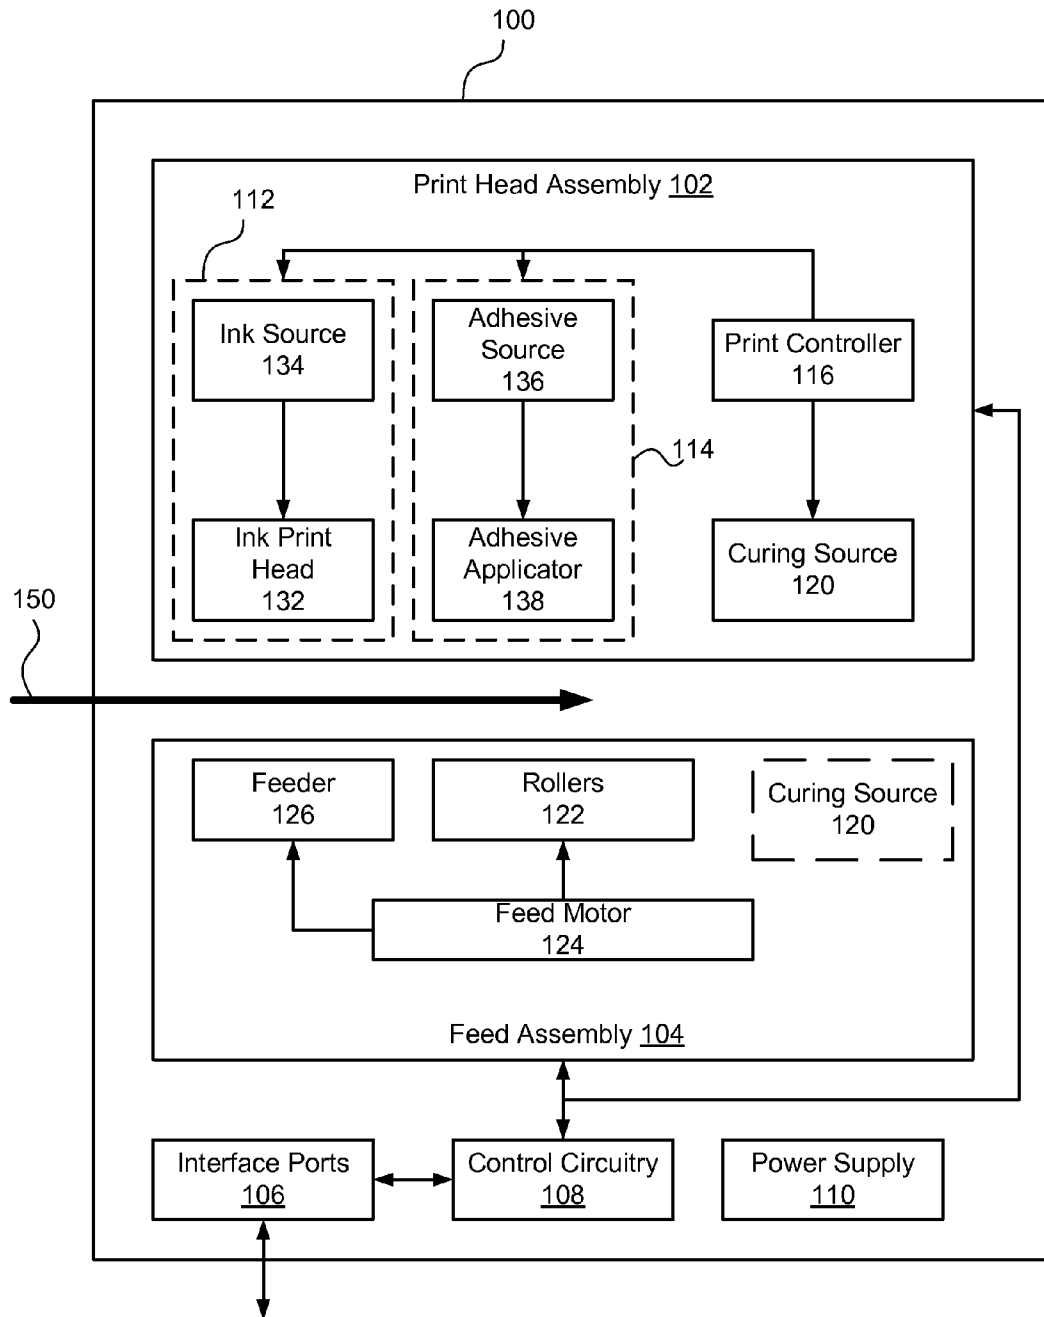 100
Print Head Assembly 102
112
Ink Source
134
Adhesive
Source
136
Print Controller
116
114
Ink Print
Head
132
Adhesive
Applicator
138
Curing Source
120
150
Feeder
126
Rollers
122
Curing Source
120
Feed Motor
124
Feed Assembly 104
Interface Ports
106
Control Circuitry
108
Power Supply
110